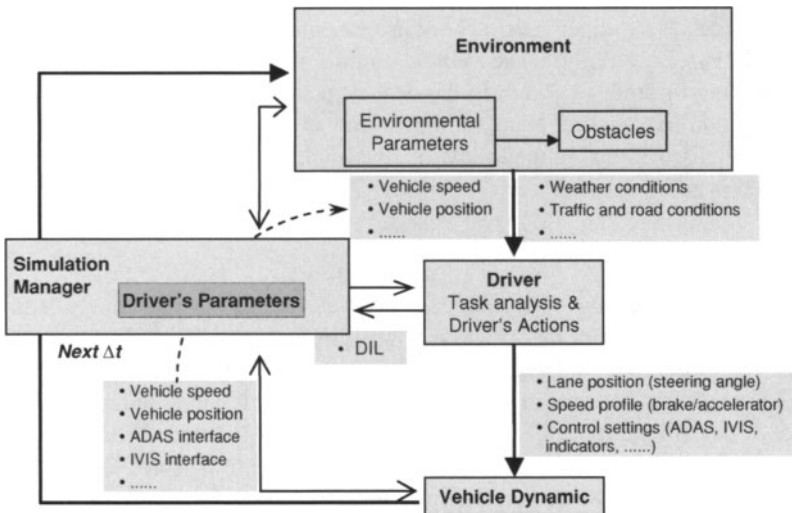 Environment
Environmental
Parameters
Obstacles
• Vehicle speed
• Vehicle position
• ......
• Weather conditions
• Traffic and road conditions
• ......
Simulation
Manager
Driver's Parameters
Driver
Task analysis &
Driver's Actions
Next Δt
• DIL
• Vehicle speed
• Vehicle position
• ADAS interface
• IVIS interface
• ......
• Lane position (steering angle)
• Speed profile (brake/accelerator)
• Control settings (ADAS, IVIS,
indicators, ......)
Vehicle Dynamic